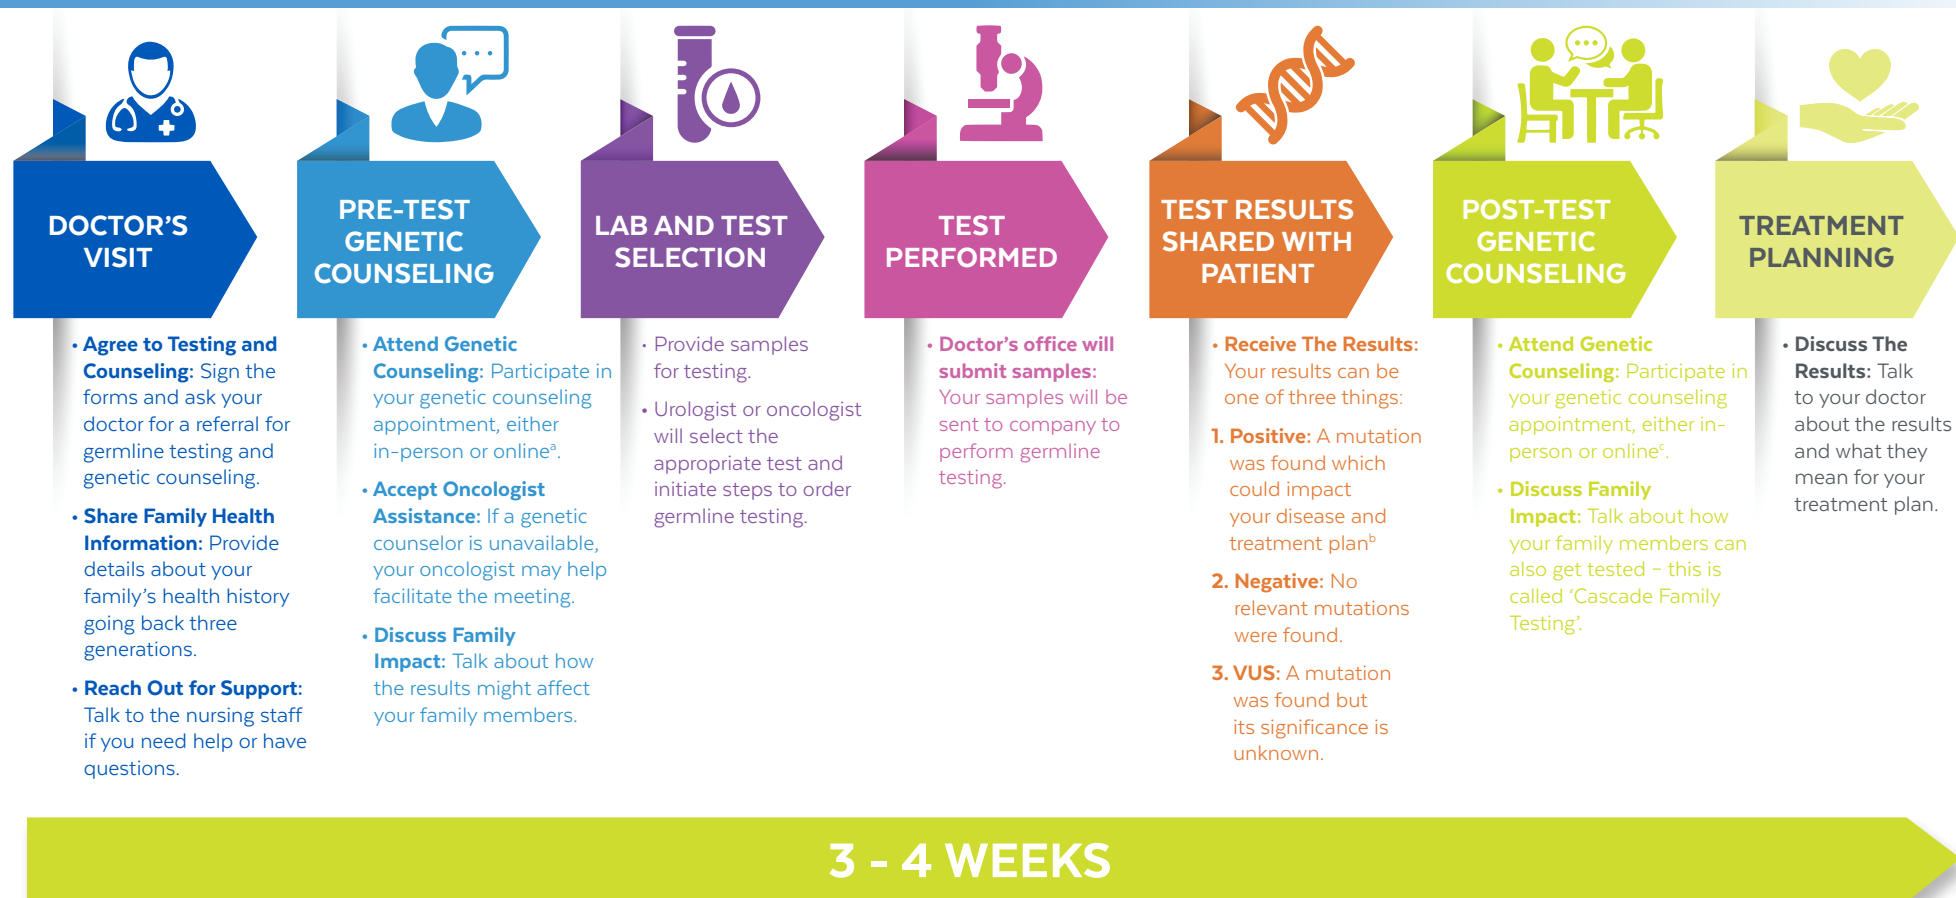 DOCTOR'S
VISIT
• Agree to Testing and
Counseling: Sign the
forms and ask your
doctor for a referral for
germline testing and
genetic counseling.
• Share Family Health
Information: Provide
details about your
family's health history
going back three
generations.
• Reach Out for Support:
Talk to the nursing staff
if you need help or have
questions.
PRE-TEST
GENETIC
COUNSELING
• Attend Genetic
Counseling: Participate in
your genetic counseling
appointment, either
in-person or onlineᵃ.
• Accept Oncologist
Assistance: If a genetic
counselor is unavailable,
your oncologist may help
facilitate the meeting.
• Discuss Family
Impact: Talk about how
the results might affect
your family members.
LAB AND TEST
SELECTION
• Provide samples
for testing.
• Urologist or oncologist
will select the
appropriate test and
initiate steps to order
germline testing.
TEST
PERFORMED
• Doctor's office will
submit samples:
Your samples will be
sent to company to
perform germline
testing.
TEST RESULTS
SHARED WITH
PATIENT
• Receive The Results:
Your results can be
one of three things:
1. Positive: A mutation
was found which
could impact
your disease and
treatment planᵇ
2. Negative: No
relevant mutations
were found.
3. VUS: A mutation
was found but
its significance is
unknown.
POST-TEST
GENETIC
COUNSELING
• Attend Genetic
Counseling: Participate in
your genetic counseling
appointment, either in-
person or onlineᶜ.
• Discuss Family
Impact: Talk about how
your family members can
also get tested – this is
called 'Cascade Family
Testing'.
TREATMENT
PLANNING
• Discuss The
Results: Talk
to your doctor
about the results
and what they
mean for your
treatment plan.
3 - 4 WEEKS